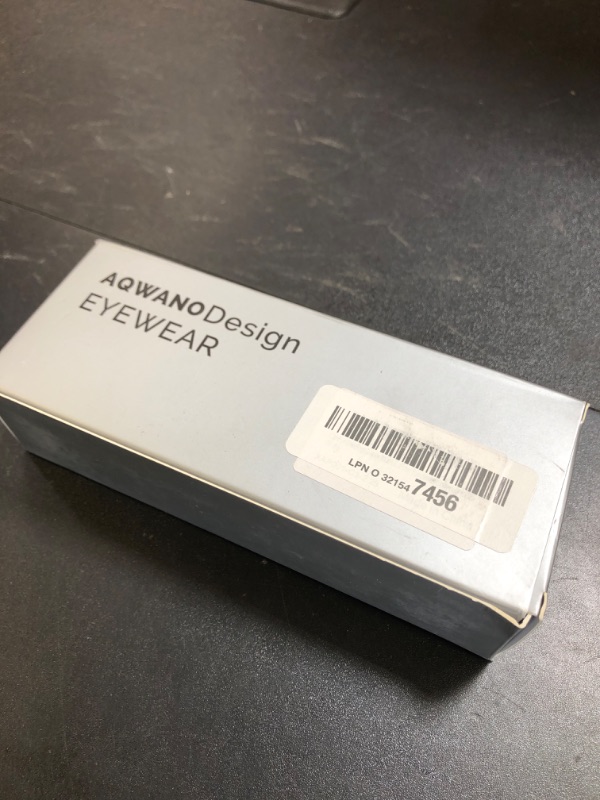 AQWANODesign
EYEWEAR
LPN O 32154 7456